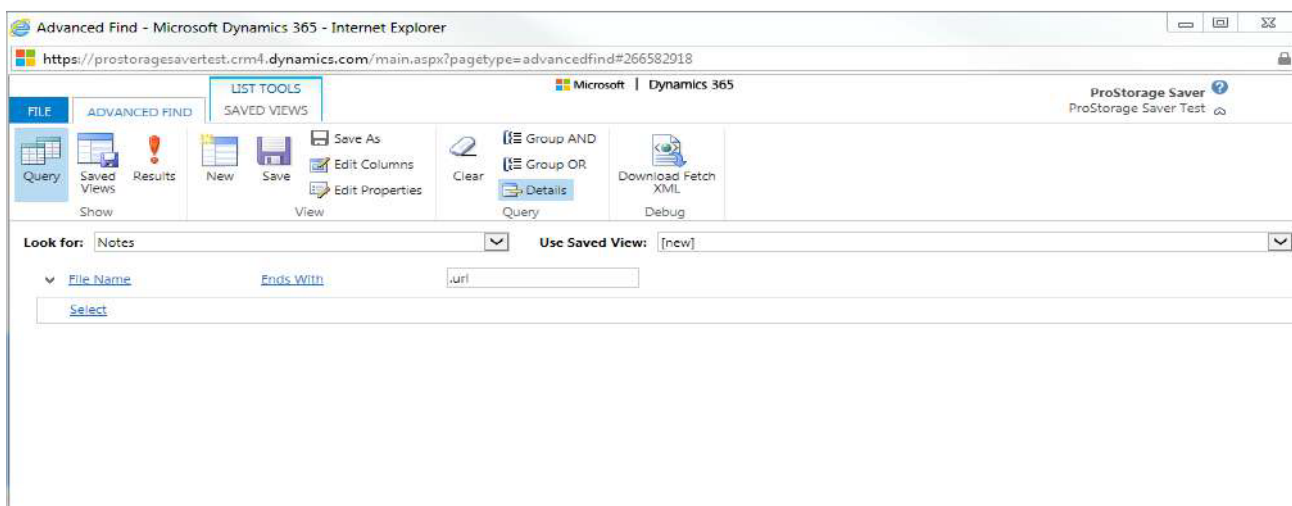 Advanced Find - Microsoft Dynamics 365 - Internet Explorer
https://prostoragesavertest.crm4.dynamics.com/main.aspx?pagetype=advancedfind#266582918
LIST TOOLS
Microsoft | Dynamics 365
ProStorage Saver
FILE ADVANCED FIND SAVED VIEWS
ProStorage Saver Test
Query
Saved Views
Results
Show
New
Save
Save As
Edit Columns
Edit Properties
View
Clear
Group AND
Group OR
Details
Query
Download Fetch XML
Debug
Look for: Notes Use Saved View: [new]
File Name Ends With .url
Select